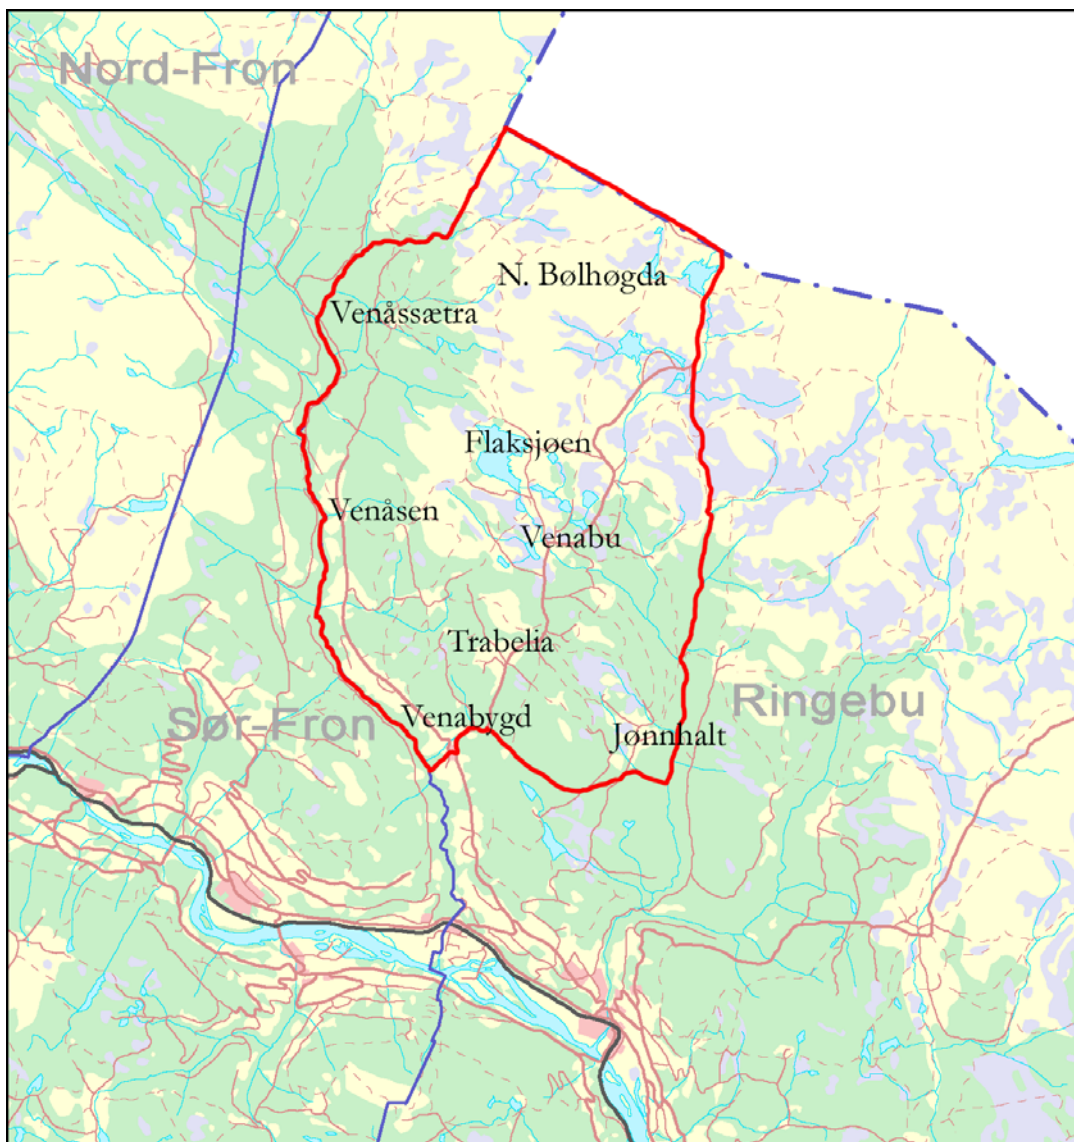 Nord-Fron
N. Bølhøgda
Venåssætra
Flaksjøen
Venåsen
Venabu
Trabelia
Ringebu
Venabygd
Sør-Fron
Jønnhalt